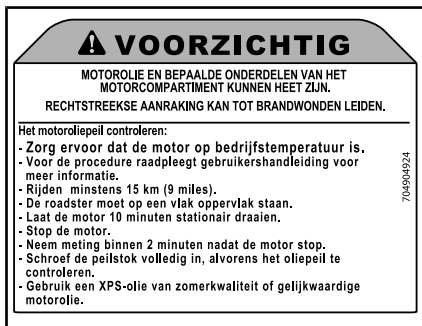 VOORZICHTIG
MOTOROLIE EN BEPAALDE ONDERDELEN VAN HET
MOTORCOMPARTIMENT KUNNEN HEET ZIJN.
RECHTSTREEKSE AANRAKING KAN TOT BRANDWONDEN LEIDEN.
Het motoroliepeil controleren:
- Zorg ervoor dat de motor op bedrijfstemperatuur is.
- Voor de procedure raadpleegt gebruikershandleiding voor
meer informatie.
- Rijden minstens 15 km (9 miles).
- De roadster moet op een vlak oppervlak staan.
- Laat de motor 10 minuten stationair draaien.
- Stop de motor.
- Neem meting binnen 2 minuten nadat de motor stop.
- Schroef de peilstok volledig in, alvorens het oliepeil te
controleren.
- Gebruik een XPS-olie van zomerkwaliteit of gelijkwaardige
motorolie.
704904924